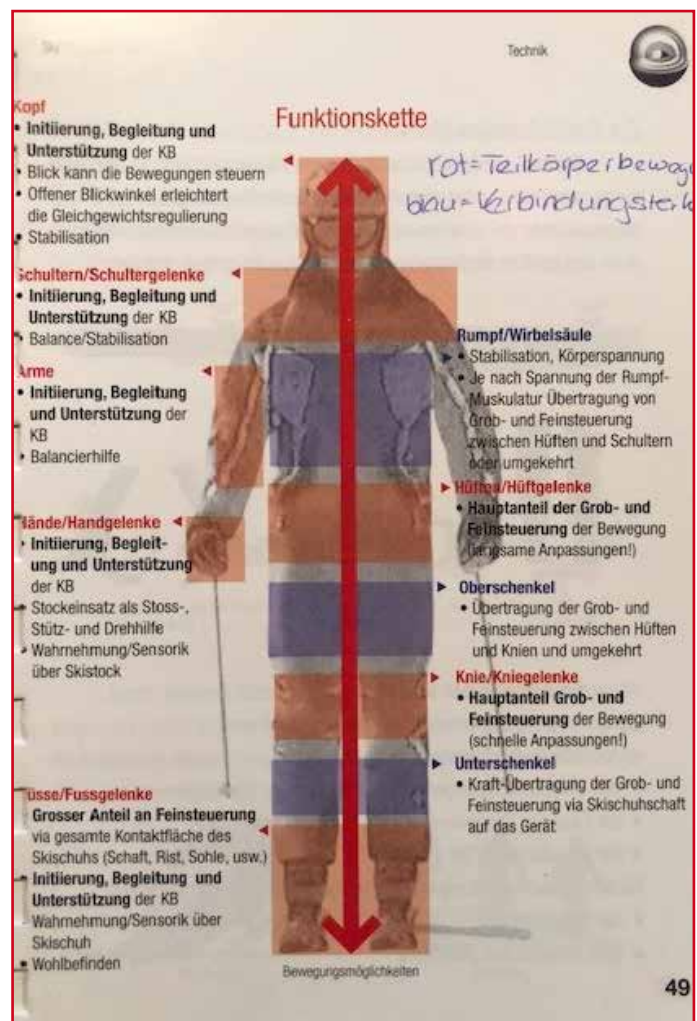 Ski
Technik
Funktionskette
rot=Teilkörperbeweg
blau=Verbindungsteile
Kopf
• Initiierung, Begleitung und
Unterstützung der KB
• Blick kann die Bewegungen steuern
• Offener Blickwinkel erleichtert
die Gleichgewichtsregulierung
• Stabilisation
Schultern/Schultergelenke
• Initiierung, Begleitung und
Unterstützung der KB
• Balance/Stabilisation
Arme
• Initiierung, Begleitung
und Unterstützung der
KB
• Balancierhilfe
Hände/Handgelenke
• Initiierung, Begleit-
ung und Unterstützung
der KB
• Stockeinsatz als Stoss-,
Stütz- und Drehhilfe
• Wahrnehmung/Sensorik
über Skistock
üsse/Fussgelenke
Grosser Anteil an Feinsteuerung
via gesamte Kontaktfläche des
Skischuhs (Schaft, Rist, Sohle, usw.)
• Initiierung, Begleitung und
Unterstützung der KB
Wahrnehmung/Sensorik über
Skischuh
• Wohlbefinden
Rumpf/Wirbelsäule
• Stabilisation, Körperspannung
• Je nach Spannung der Rumpf-
Muskulatur Übertragung von
Grob- und Feinsteuerung
zwischen Hüften und Schultern
oder umgekehrt
Hüften/Hüftgelenke
• Hauptanteil der Grob- und
Feinsteuerung der Bewegung
(langsame Anpassungen!)
Oberschenkel
• Übertragung der Grob- und
Feinsteuerung zwischen Hüften
und Knien und umgekehrt
Knie/Kniegelenke
• Hauptanteil Grob- und
Feinsteuerung der Bewegung
(schnelle Anpassungen!)
Unterschenkel
• Kraft-Übertragung der Grob- und
Feinsteuerung via Skischuhschaft
auf das Gerät
Bewegungsmöglichkeiten
49